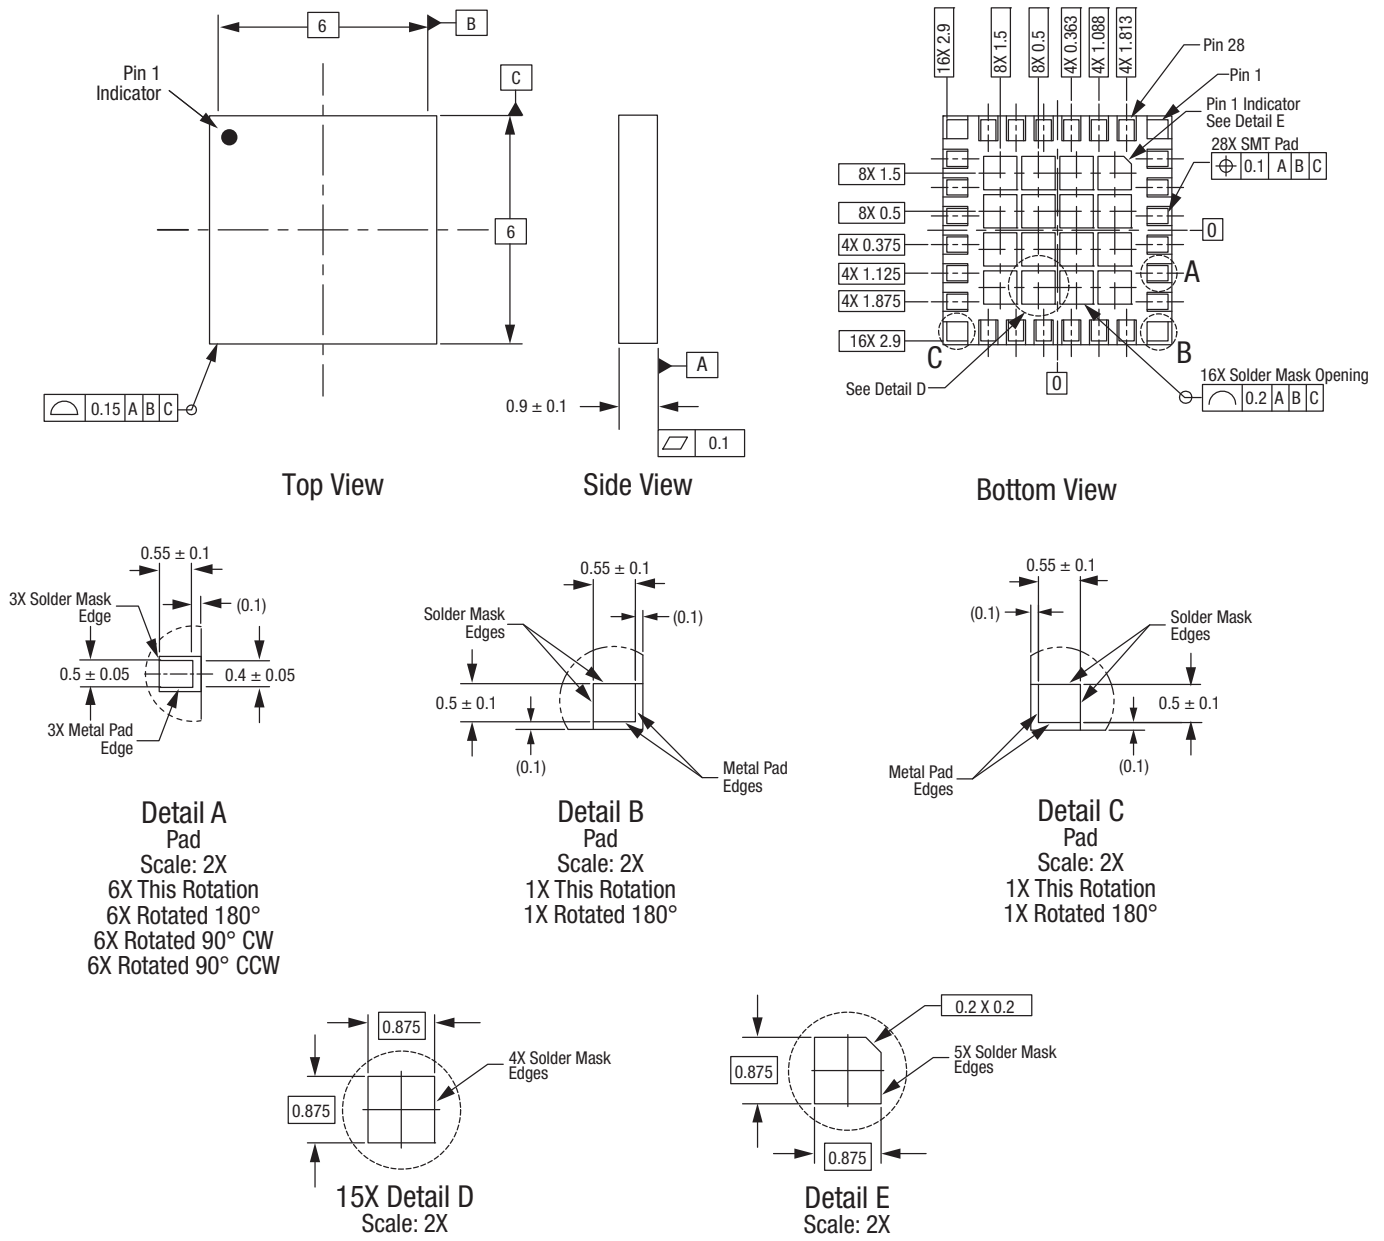 6
B
Pin 1
Indicator
C
6
0.15 A B C
Top View
A
0.9 ± 0.1
0.1
Side View
16X 2.9
8X 1.5
8X 0.5
4X 0.363
4X 1.088
4X 1.813
Pin 28
Pin 1
Pin 1 Indicator
See Detail E
28X SMT Pad
0.1 A B C
8X 1.5
8X 0.5
4X 0.375
4X 1.125
4X 1.875
16X 2.9
0
A
C
B
See Detail D
0
16X Solder Mask Opening
0.2 A B C
Bottom View
0.55 ± 0.1
3X Solder Mask
Edge
(0.1)
0.5 ± 0.05
0.4 ± 0.05
3X Metal Pad
Edge
Detail A
Pad
Scale: 2X
6X This Rotation
6X Rotated 180°
6X Rotated 90° CW
6X Rotated 90° CCW
0.55 ± 0.1
Solder Mask
Edges
(0.1)
0.5 ± 0.1
(0.1)
Metal Pad
Edges
Detail B
Pad
Scale: 2X
1X This Rotation
1X Rotated 180°
0.55 ± 0.1
(0.1)
Solder Mask
Edges
0.5 ± 0.1
(0.1)
Metal Pad
Edges
Detail C
Pad
Scale: 2X
1X This Rotation
1X Rotated 180°
0.875
4X Solder Mask
Edges
0.875
15X Detail D
Scale: 2X
0.2 X 0.2
5X Solder Mask
Edges
0.875
0.875
Detail E
Scale: 2X